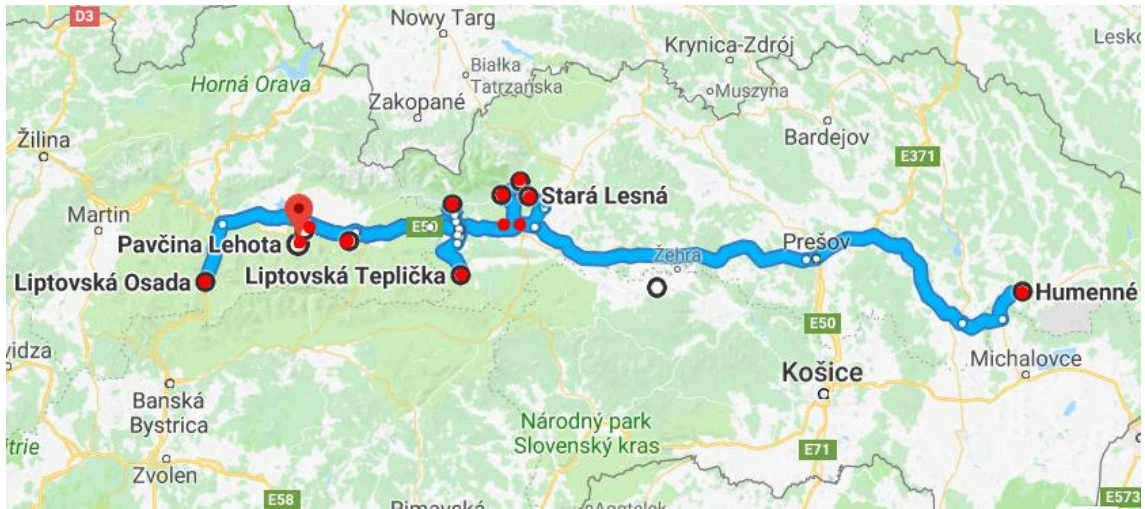 D3
Nowy Targ
Krynica-Zdrój
Lesko
Białka
Tatrzańska
Horná Orava
Zakopané
Muszyna
Bardejov
Žilina
E371
Stará Lesná
Martin
E50
Pavčina Lehota
Prešov
Žehra
Liptovská Osada
Liptovská Teplička
Humenné
E50
vidza
Michalovce
Košice
Banská
Bystrica
Národný park
Slovenský kras
trie
E71
Zvolen
E58
E573